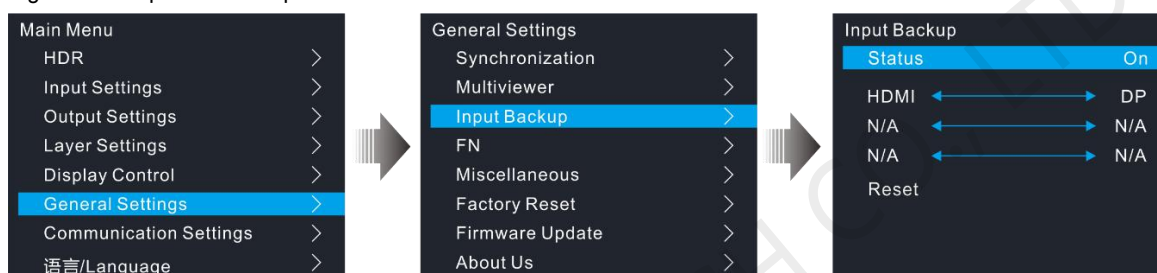 Main Menu
HDR
Input Settings
Output Settings
Layer Settings
Display Control
General Settings
Communication Settings
语言/Language
General Settings
Synchronization
Multiviewer
Input Backup
FN
Miscellaneous
Factory Reset
Firmware Update
About Us
Input Backup
Status On
HDMI DP
N/A N/A
N/A N/A
Reset